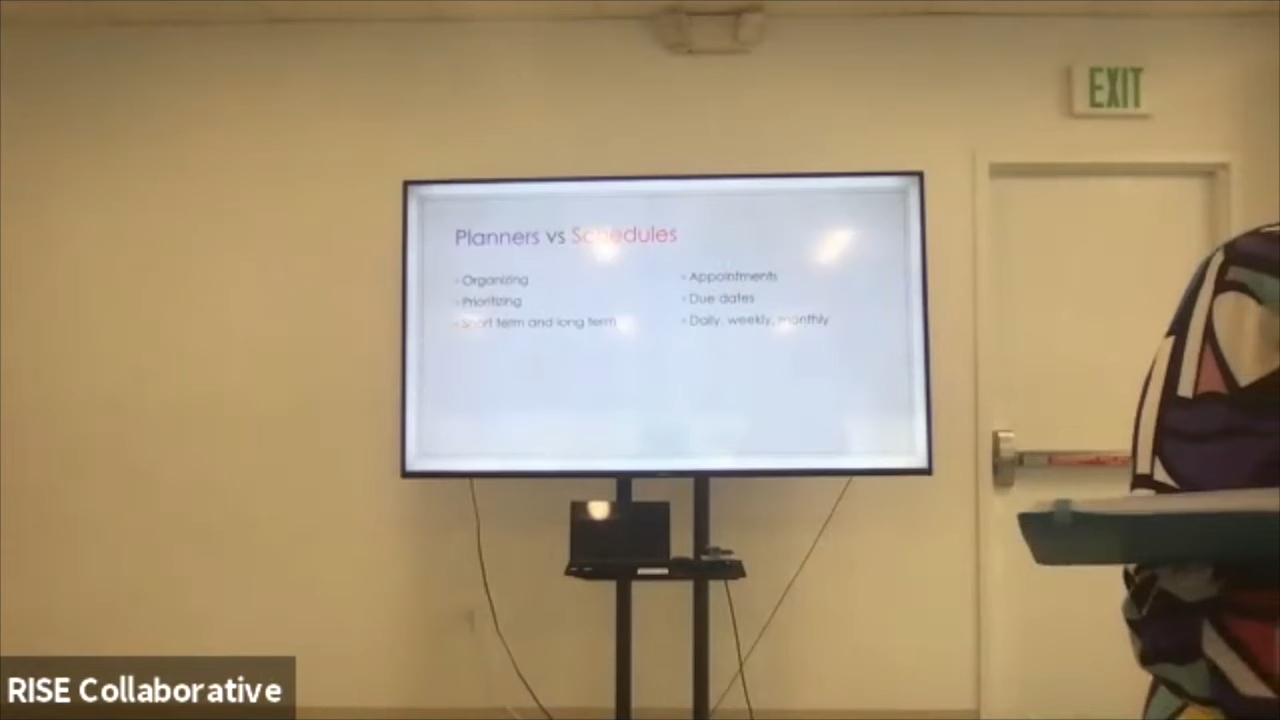 EXIT
Planners vs Schedules
Organizing
Prioritizing
Short term and long term
Appointments
Due dates
Daily, weekly, monthly
RISE Collaborative